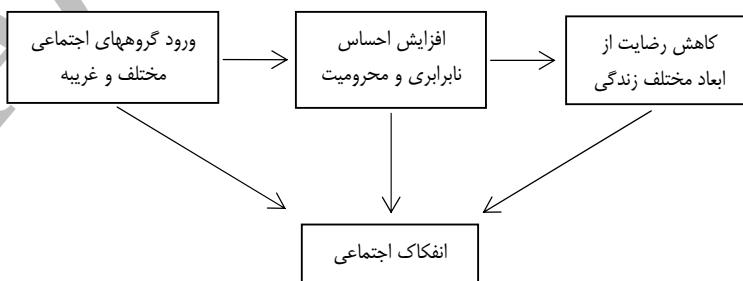 ورود گروههای اجتماعی
مختلف و غریبه
افزایش احساس
نابرابری و محرومیت
کاهش رضایت از
ابعاد مختلف زندگی
انفکاک اجتماعی